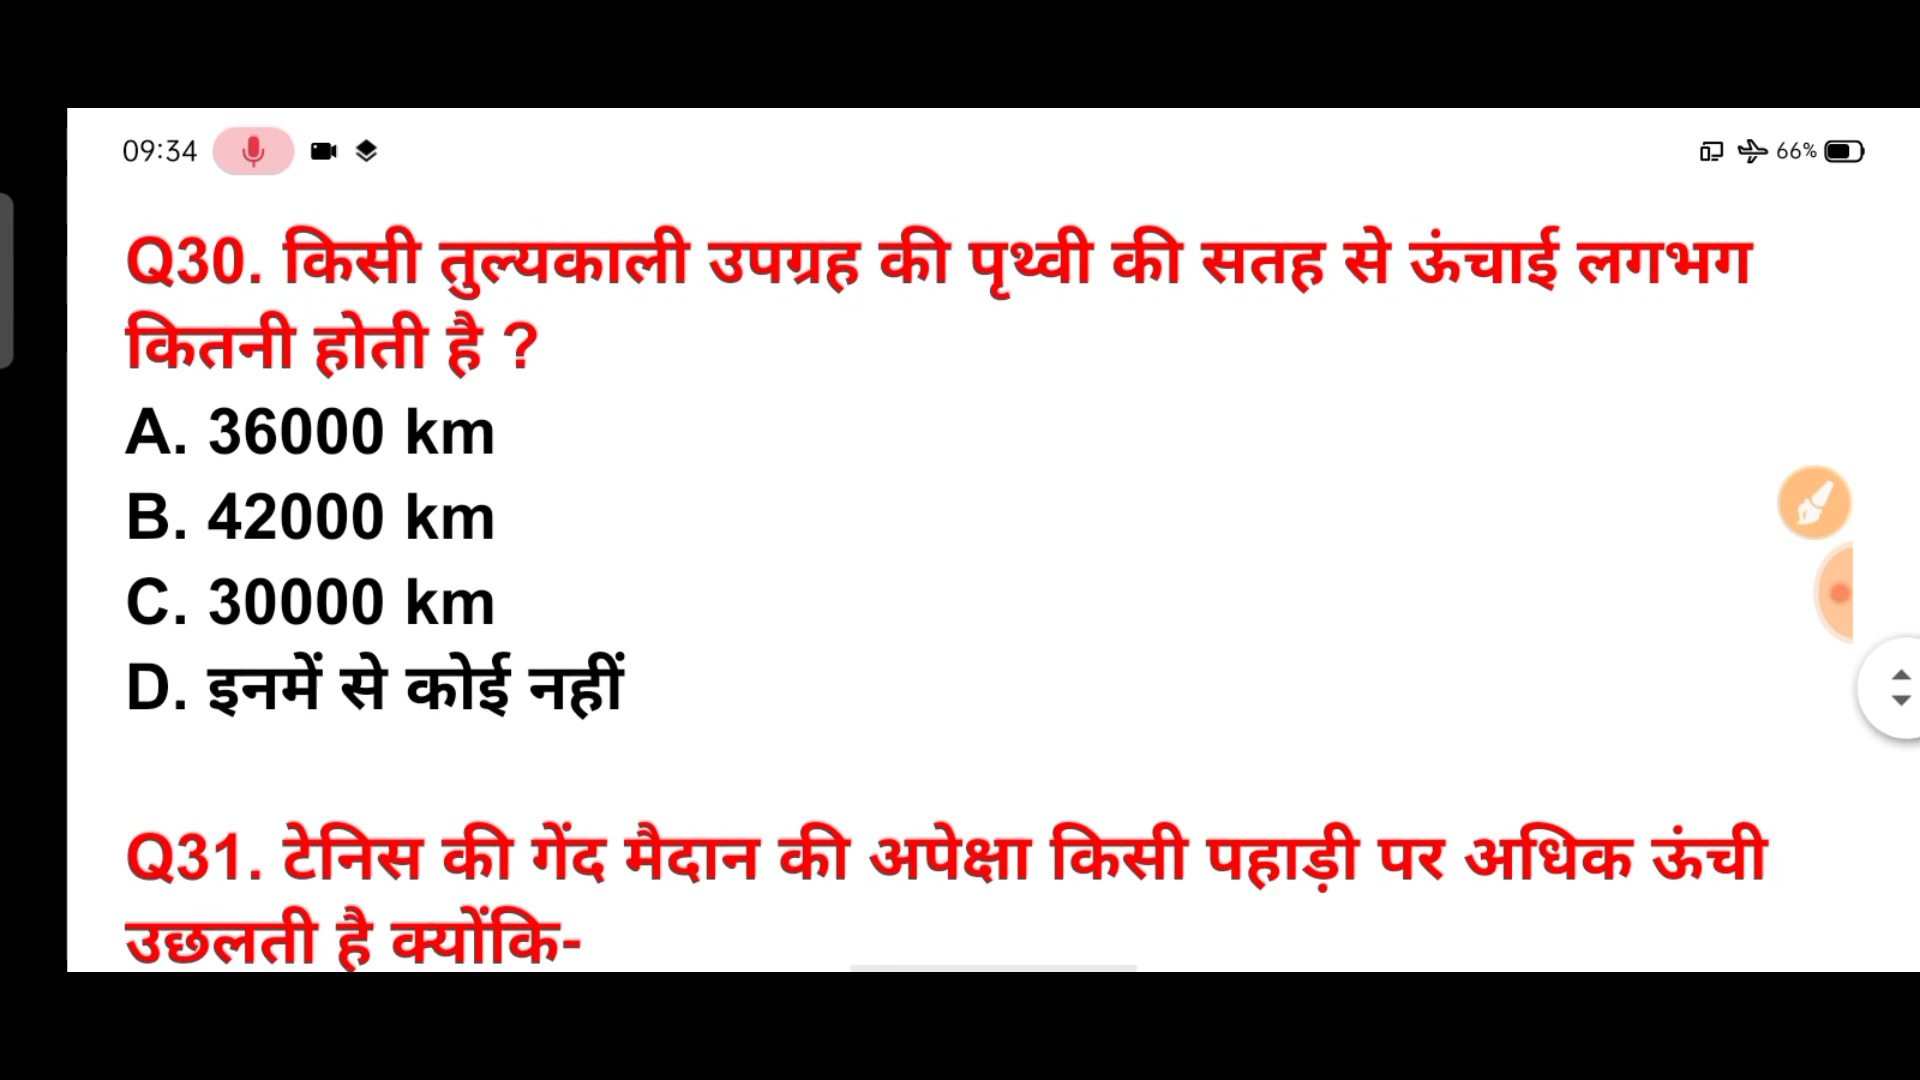 09:34
66%
Q30. किसी तुल्यकाली उपग्रह की पृथ्वी की सतह से ऊंचाई लगभग
कितनी होती है ?
A. 36000 km
B. 42000 km
C. 30000 km
D. इनमें से कोई नहीं
Q31. टेनिस की गेंद मैदान की अपेक्षा किसी पहाड़ी पर अधिक ऊंची
उछलती है क्योंकि-